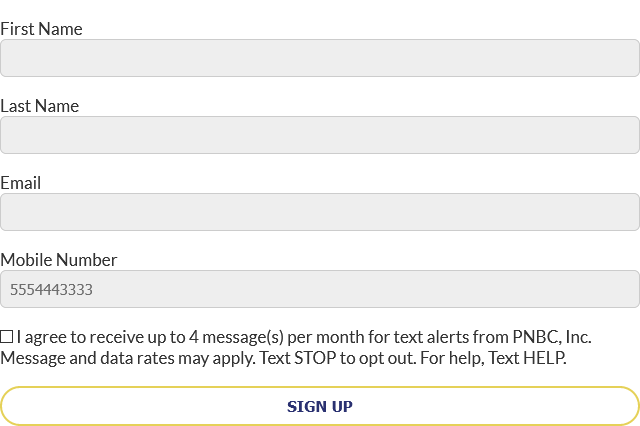 First Name
Last Name
Email
Mobile Number
5554443333
I agree to receive up to 4 message(s) per month for text alerts from PNBC, Inc.
Message and data rates may apply. Text STOP to opt out. For help, Text HELP.
SIGN UP